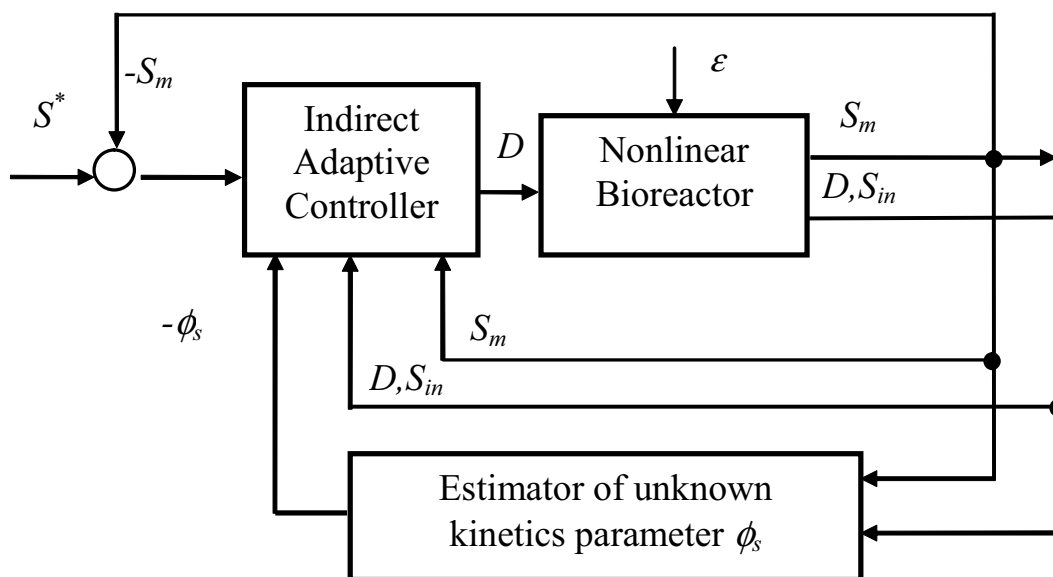 -Sm
ε
S*
Indirect
Adaptive
Controller
D
Nonlinear
Bioreactor
Sm
D,Sin
-ϕs
Sm
D,Sin
Estimator of unknown
kinetics parameter ϕs